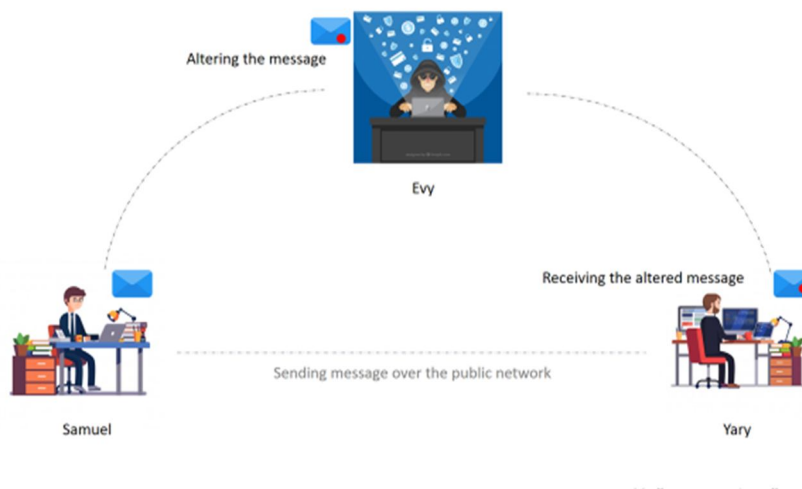 Altering the message
Evy
Receiving the altered message
Sending message over the public network
Samuel
Yary